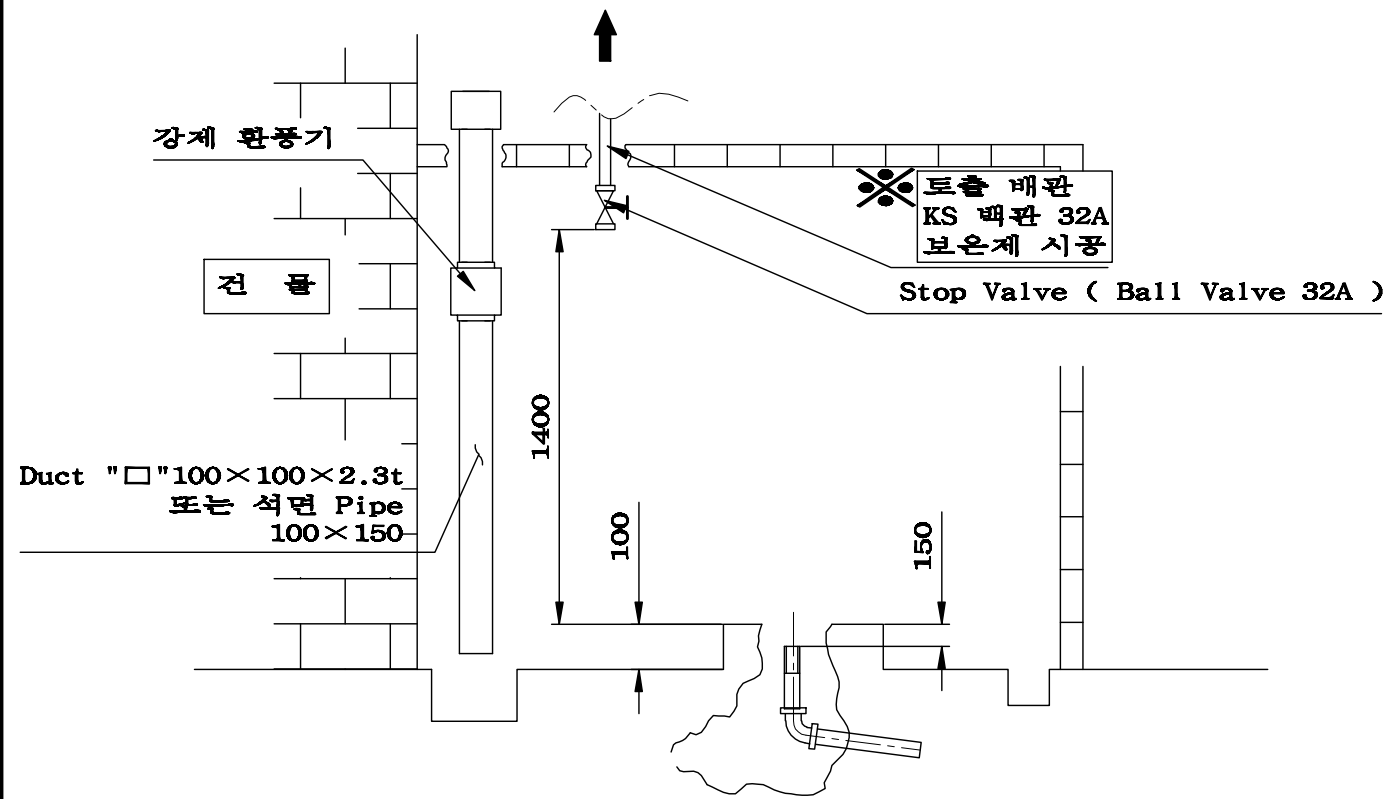 강제 환풍기
※ 토출 배관
KS 백관 32A
보온제 시공
건 물
Stop Valve ( Ball Valve 32A )
1400
Duct "□"100×100×2.3t
또는 석면 Pipe
100×150
100
150